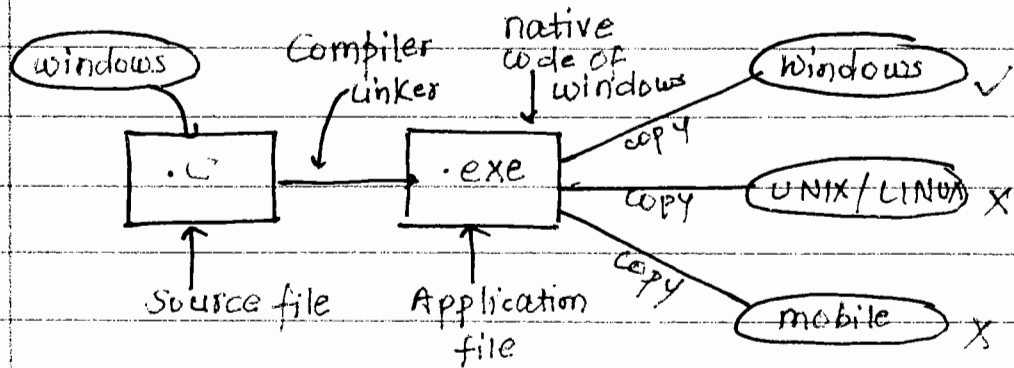 windows
Compiler
Linker
native
code of
windows
.C
.exe
copy
windows
✓
copy
UNIX/LINUX
X
copy
mobile
X
Source file
Application
file